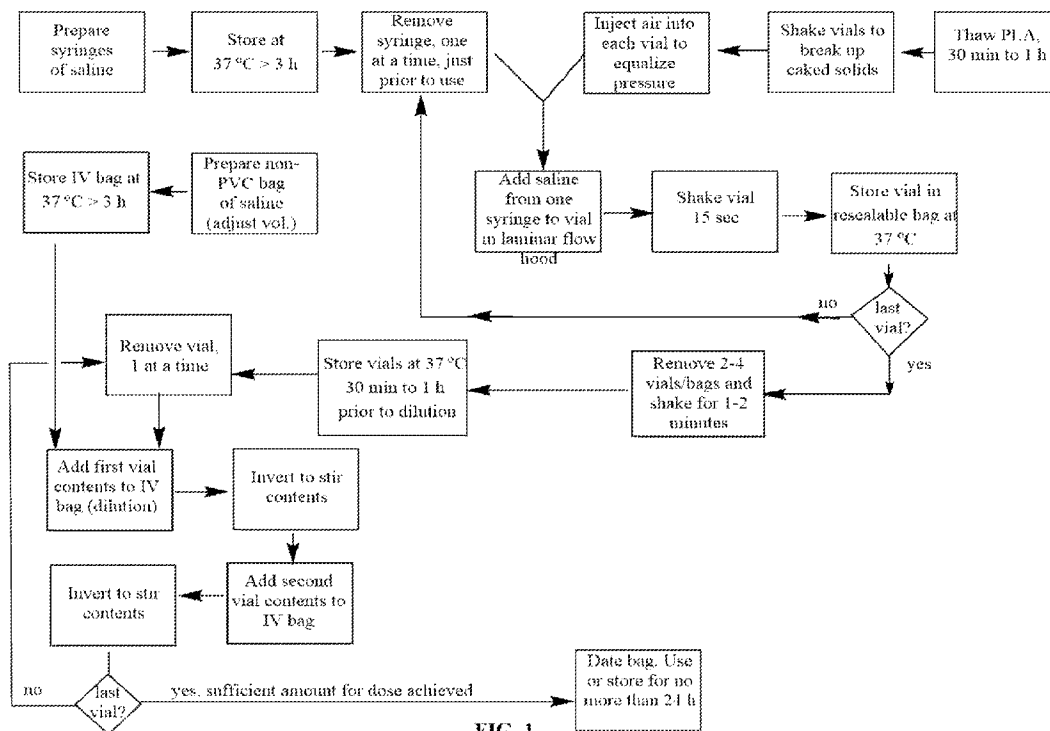 Prepare
syringes
of saline
Store at
37 °C > 3 h
Remove
syringe, one
at a time, just
prior to use
Inject air into
each vial to
equalize
pressure
Shake vials to
break up
caked solids
Thaw PLA,
30 min to 1 h
Store IV bag at
37 °C > 3 h
Prepare non-
PVC bag
of saline
(adjust vol.)
Add saline
from one
syringe to vial
in laminar flow
hood
Shake vial
15 sec
Store vial in
resealable bag at
37 °C
no
last
vial?
yes
Remove vial,
1 at a time
Store vials at 37 °C
30 min to 1 h
prior to dilution
Remove 2-4
vials/bags and
shake for 1-2
minutes
Add first vial
contents to IV
bag (dilution)
Invert to stir
contents
Invert to stir
contents
Add second
vial contents to
IV bag
no
last
vial?
yes, sufficient amount for dose achieved
Date bag. Use
or store for no
more than 24 h
FIG. 1